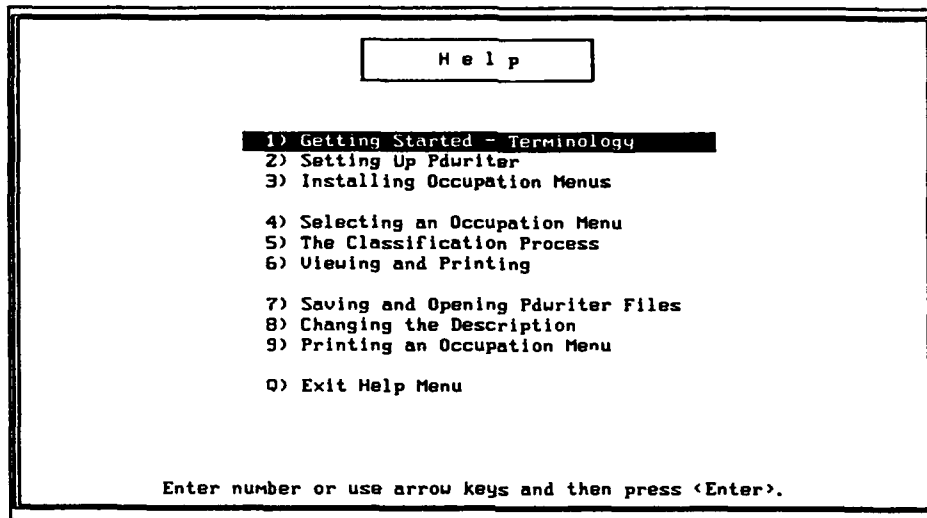 H e l p
1) Getting Started - Terminology
2) Setting Up Pdwriter
3) Installing Occupation Menus
4) Selecting an Occupation Menu
5) The Classification Process
6) Viewing and Printing
7) Saving and Opening Pdwriter Files
8) Changing the Description
9) Printing an Occupation Menu
Q) Exit Help Menu
Enter number or use arrow keys and then press <Enter>.